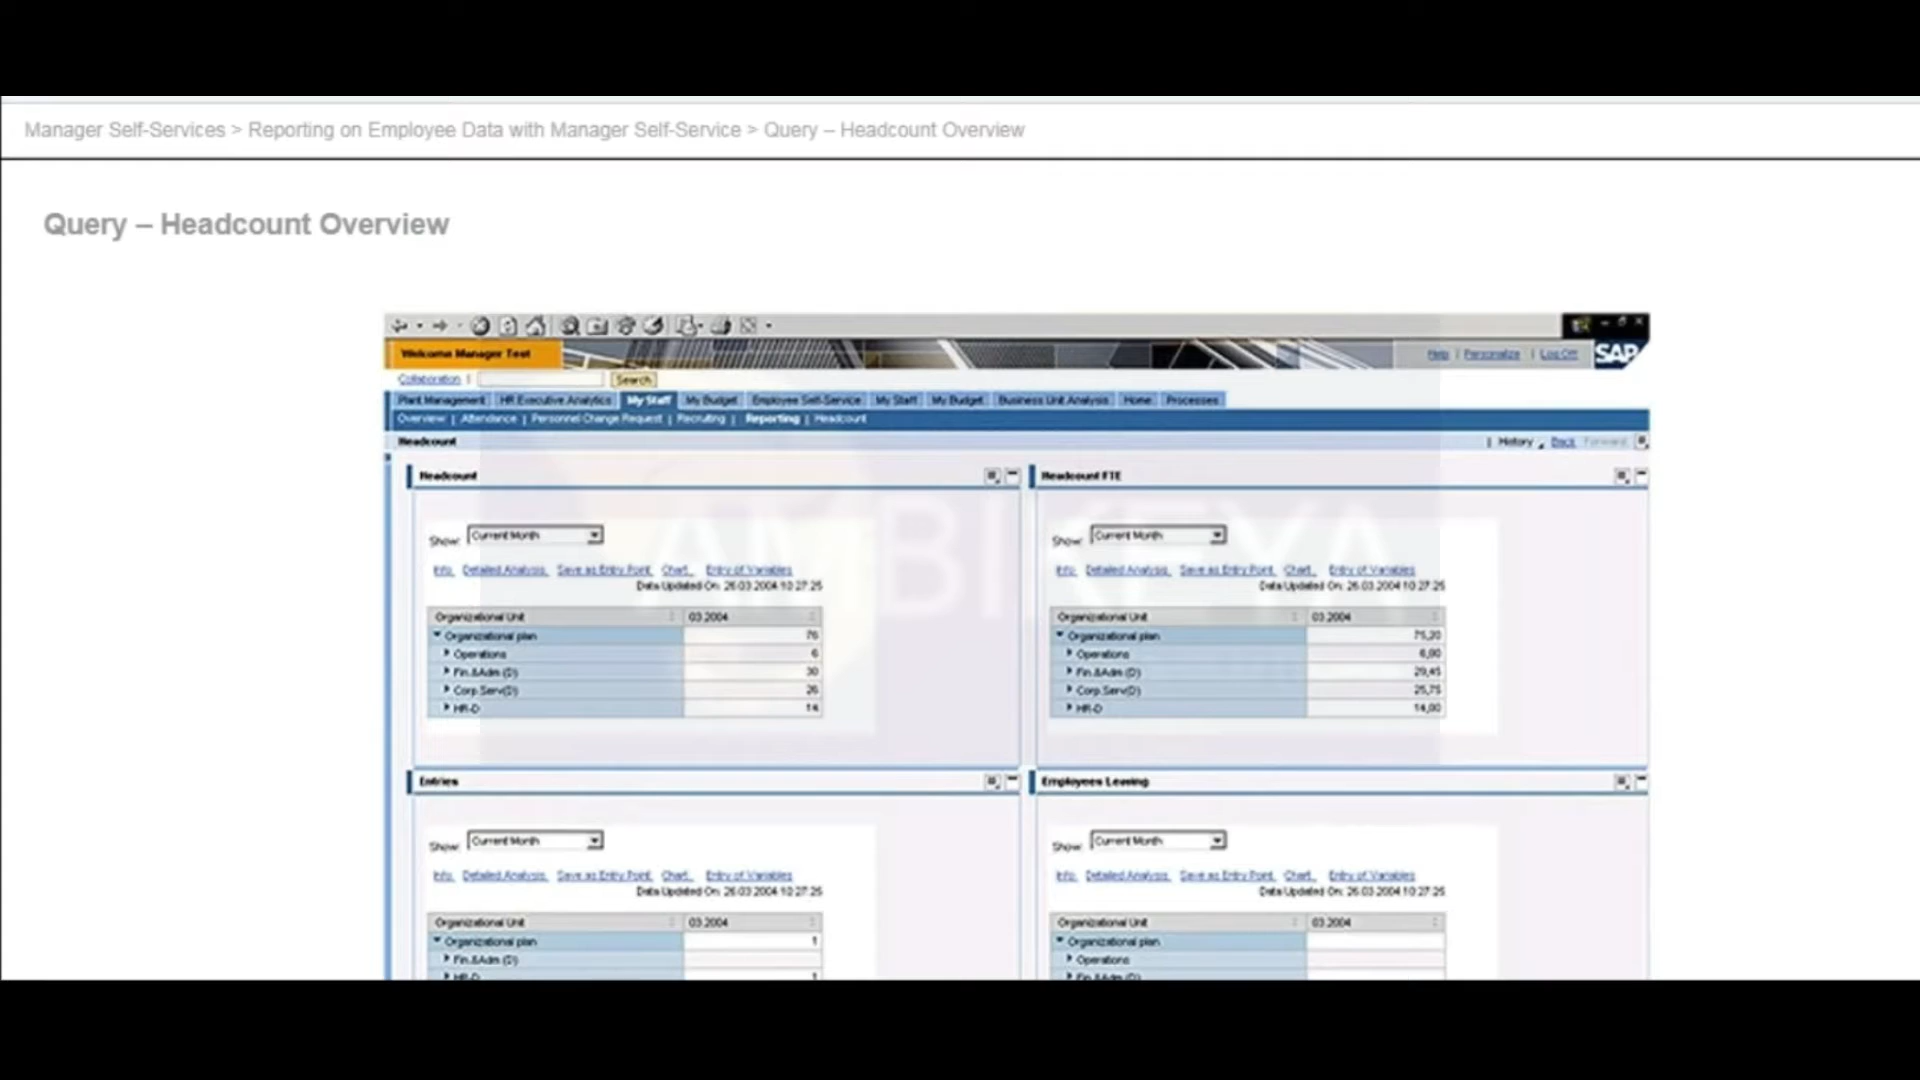 Manager Self-Services > Reporting on Employee Data with Manager Self-Service > Query – Headcount Overview
Query – Headcount Overview
Welcome Manager Test
Help | Personalize | Log Off
SAP
Collaboration | Search
Plant Management HR Executive Analytics My Staff My Budget Employee Self-Service My Staff My Budget Business Unit Analysis Home Processes
Overview | Attendance | Personnel Change Request | Recruiting | Reporting | Headcount
Headcount | History Back Forward
Headcount
Show: Current Month
Info Detailed Analysis Save as Entry Point Chart Entry of Variables
Data Updated On: 26.03.2004 10:27:25
Organizational Unit 03.2004
Organizational plan 76
Operations 6
Fin.&Adm (D) 30
Corp.Serv(D) 26
HR-D 14
Headcount FTE
Show: Current Month
Info Detailed Analysis Save as Entry Point Chart Entry of Variables
Data Updated On: 26.03.2004 10:27:25
Organizational Unit 03.2004
Organizational plan 75,20
Operations 6,00
Fin.&Adm (D) 29,45
Corp.Serv(D) 25,75
HR-D 14,00
AMBIKEYA
Entries
Show: Current Month
Info Detailed Analysis Save as Entry Point Chart Entry of Variables
Data Updated On: 26.03.2004 10:27:25
Organizational Unit 03.2004
Organizational plan 1
Fin.&Adm (D)
HR-D 1
Employees Leaving
Show: Current Month
Info Detailed Analysis Save as Entry Point Chart Entry of Variables
Data Updated On: 26.03.2004 10:27:25
Organizational Unit 03.2004
Organizational plan
Operations
Fin.&Adm (D)